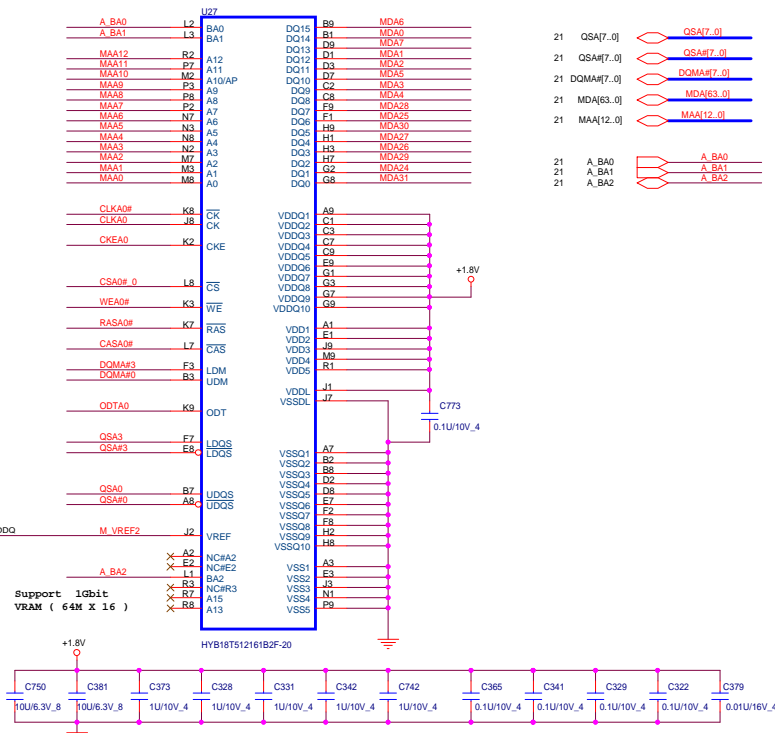 U27
A_BA0 L2 BA0 DQ15 B9 MDA6
A_BA1 L3 BA1 DQ14 B1 MDA0
DQ13 D9 MDA7
MAA12 R2 A12 DQ12 D1 MDA1
MAA11 P7 A11 DQ11 D3 MDA2
MAA10 M2 A10/AP DQ10 D7 MDA5
MAA9 P3 A9 DQ9 C2 MDA3
MAA8 P8 A8 DQ8 C8 MDA4
MAA7 P2 A7 DQ7 F9 MDA28
MAA6 N7 A6 DQ6 F1 MDA25
MAA5 N3 A5 DQ5 H9 MDA30
MAA4 N8 A4 DQ4 H1 MDA27
MAA3 N2 A3 DQ3 H3 MDA26
MAA2 M7 A2 DQ2 H7 MDA29
MAA1 M3 A1 DQ1 G2 MDA24
MAA0 M8 A0 DQ0 G8 MDA31
21 QSA[7..0] QSA[7..0]
21 QSA#[7..0] QSA#[7..0]
21 DQMA#[7..0] DQMA#[7..0]
21 MDA[63..0] MDA[63..0]
21 MAA[12..0] MAA[12..0]
21 A_BA0 A_BA0
21 A_BA1 A_BA1
21 A_BA2 A_BA2
CLKA0# K8 CK VDDQ1 A9
CLKA0 J8 CK VDDQ2 C1
VDDQ3 C3
CKEA0 K2 CKE VDDQ4 C7
VDDQ5 C9
VDDQ6 E9
VDDQ7 G1
CSA0#_0 L8 CS VDDQ8 G3
VDDQ9 G7
WEA0# K3 WE VDDQ10 G9
+1.8V
RASA0# K7 RAS VDD1 A1
VDD2 E1
CASA0# L7 CAS VDD3 J9
VDD4 M9
DQMA#3 F3 LDM VDD5 R1
DQMA#0 B3 UDM
VDDL J1
VSSDL J7
ODTA0 K9 ODT
C773
0.1U/10V_4
QSA3 F7 LDQS VSSQ1 A7
QSA#3 E8 LDQS VSSQ2 B2
VSSQ3 B8
VSSQ4 D2
QSA0 B7 UDQS VSSQ5 D8
QSA#0 A8 UDQS VSSQ6 E7
VSSQ7 F2
VSSQ8 F8
DDQ M_VREF2 J2 VREF VSSQ9 H2
VSSQ10 H8
A2 NC#A2
E2 NC#E2 VSS1 A3
A_BA2 L1 BA2 VSS2 E3
R3 NC#R3 VSS3 J3
R7 A15 VSS4 N1
R8 A13 VSS5 P9
Support 1Gbit
VRAM ( 64M X 16 )
HYB18T512161B2F-20
+1.8V
C750 C381 C373 C328 C331 C342 C742 C365 C341 C329 C322 C379
10U/6.3V_8 10U/6.3V_8 1U/10V_4 1U/10V_4 1U/10V_4 1U/10V_4 1U/10V_4 0.1U/10V_4 0.1U/10V_4 0.1U/10V_4 0.1U/10V_4 0.01U/16V_4